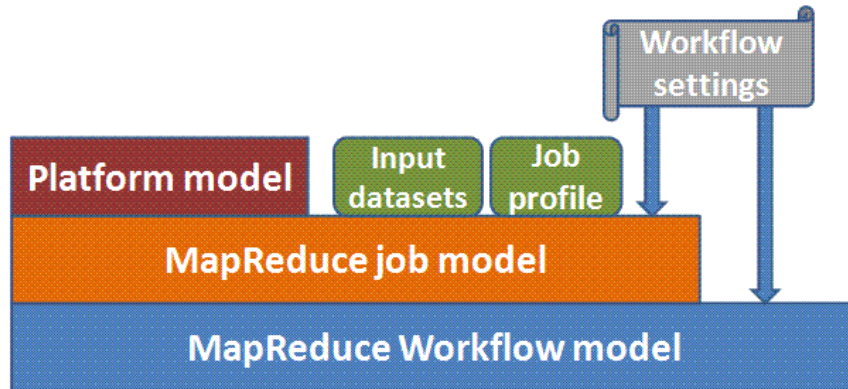 Workflow
settings
Platform model
Input
datasets
Job
profile
MapReduce job model
MapReduce Workflow model